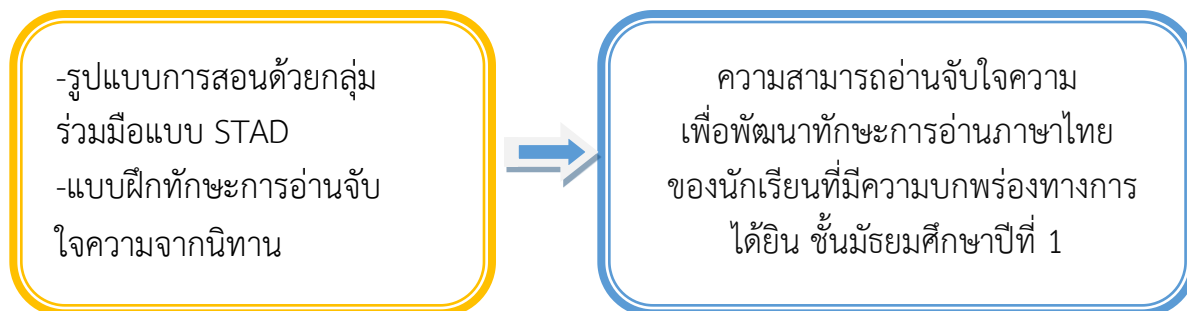 -รูปแบบการสอนด้วยกลุ่ม
ร่วมมือแบบ STAD
-แบบฝึกทักษะการอ่านจับ
ใจความจากนิทาน
ความสามารถอ่านจับใจความ
เพื่อพัฒนาทักษะการอ่านภาษาไทย
ของนักเรียนที่มีความบกพร่องทางการ
ได้ยิน ชั้นมัธยมศึกษาปีที่ 1